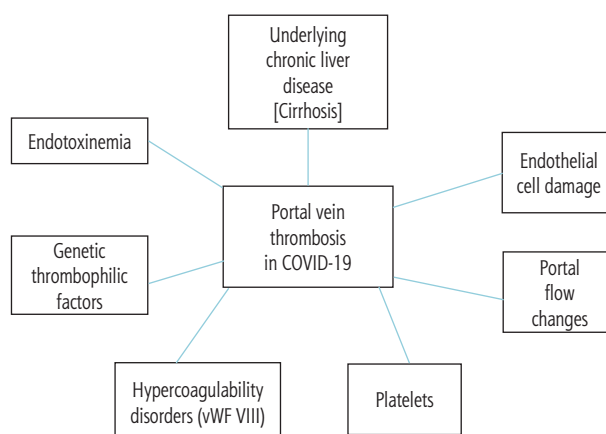 Underlying
chronic liver
disease
[Cirrhosis]
Endotoxinemia
Endothelial
cell damage
Portal vein
thrombosis
in COVID-19
Genetic
thrombophilic
factors
Portal
flow
changes
Hypercoagulability
disorders (vWF VIII)
Platelets